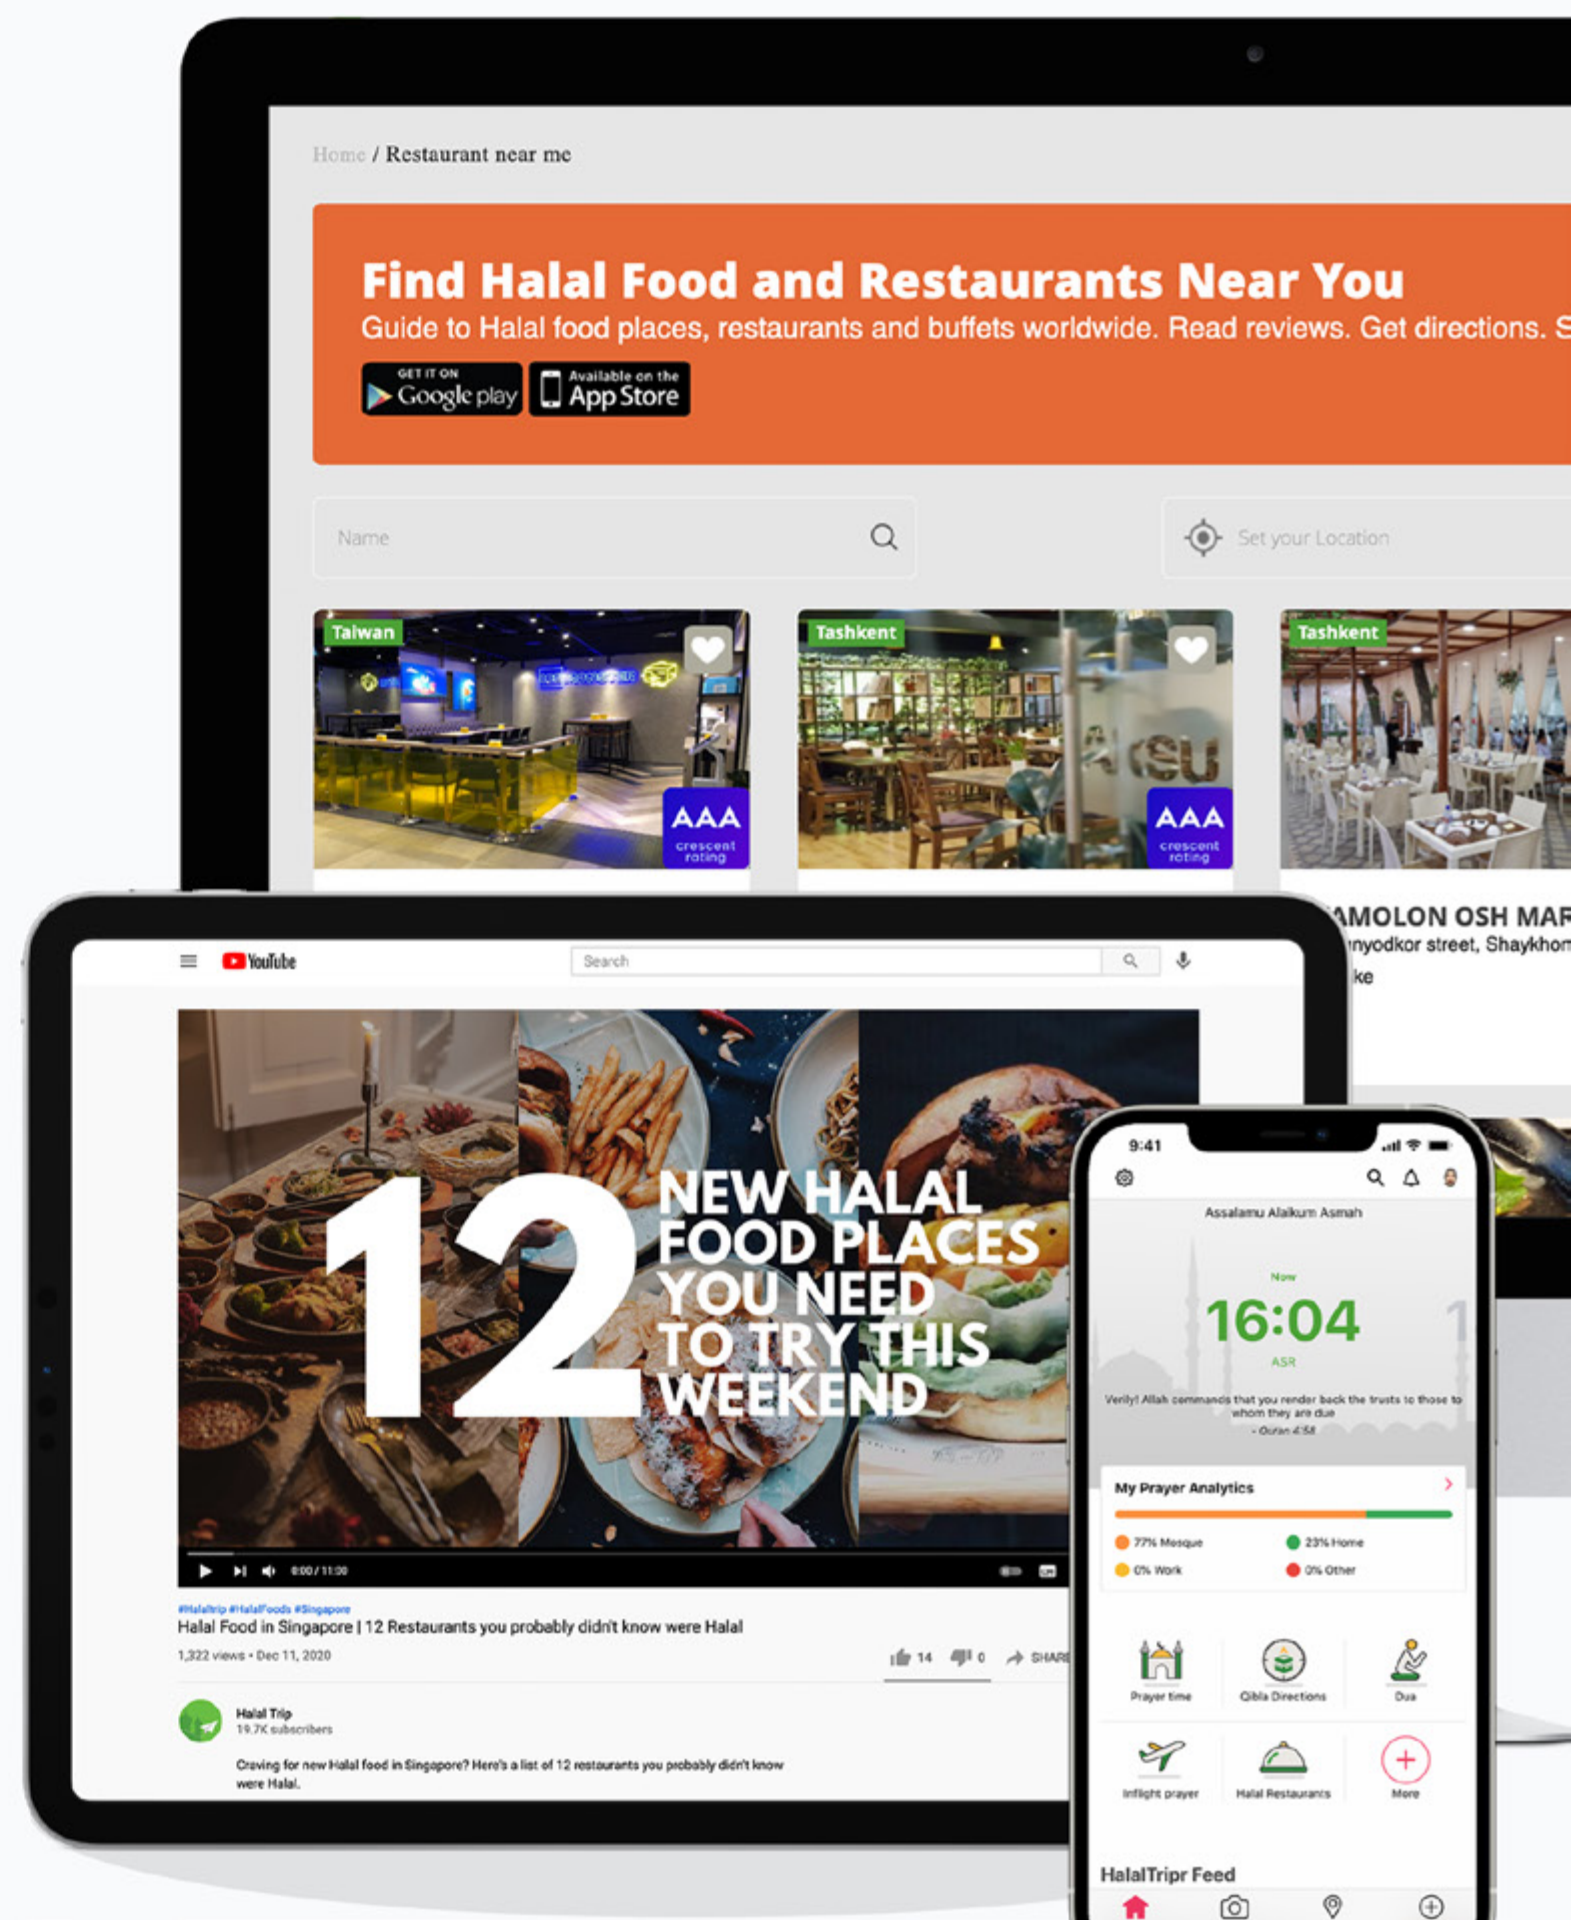 Home / Restaurant near me
Find Halal Food and Restaurants Near You
Guide to Halal food places, restaurants and buffets worldwide. Read reviews. Get directions. S
GET IT ON
Google play
Available on the
App Store
Name
Set your Location
Taiwan
AAA
crescent
rating
Tashkent
AAA
crescent
rating
Tashkent
AMOLON OSH MAR
nyodkor street, Shaykhon
ke
YouTube
Search
12
NEW HALAL
FOOD PLACES
YOU NEED
TO TRY THIS
WEEKEND
0:00 / 11:00
#Halaltrip #HalalFoods #Singapore
Halal Food in Singapore | 12 Restaurants you probably didn't know were Halal
1,322 views • Dec 11, 2020
14
0
SHARE
Halal Trip
19.7K subscribers
Craving for new Halal food in Singapore? Here's a list of 12 restaurants you probably didn't know
were Halal.
9:41
Assalamu Alaikum Asmah
Now
16:04
1
ASR
Verily! Allah commands that you render back the trusts to those to
whom they are due
- Quran 4:58
My Prayer Analytics
77% Mosque
23% Home
0% Work
0% Other
Prayer time
Qibla Directions
Dua
Inflight prayer
Halal Restaurants
More
HalalTripr Feed